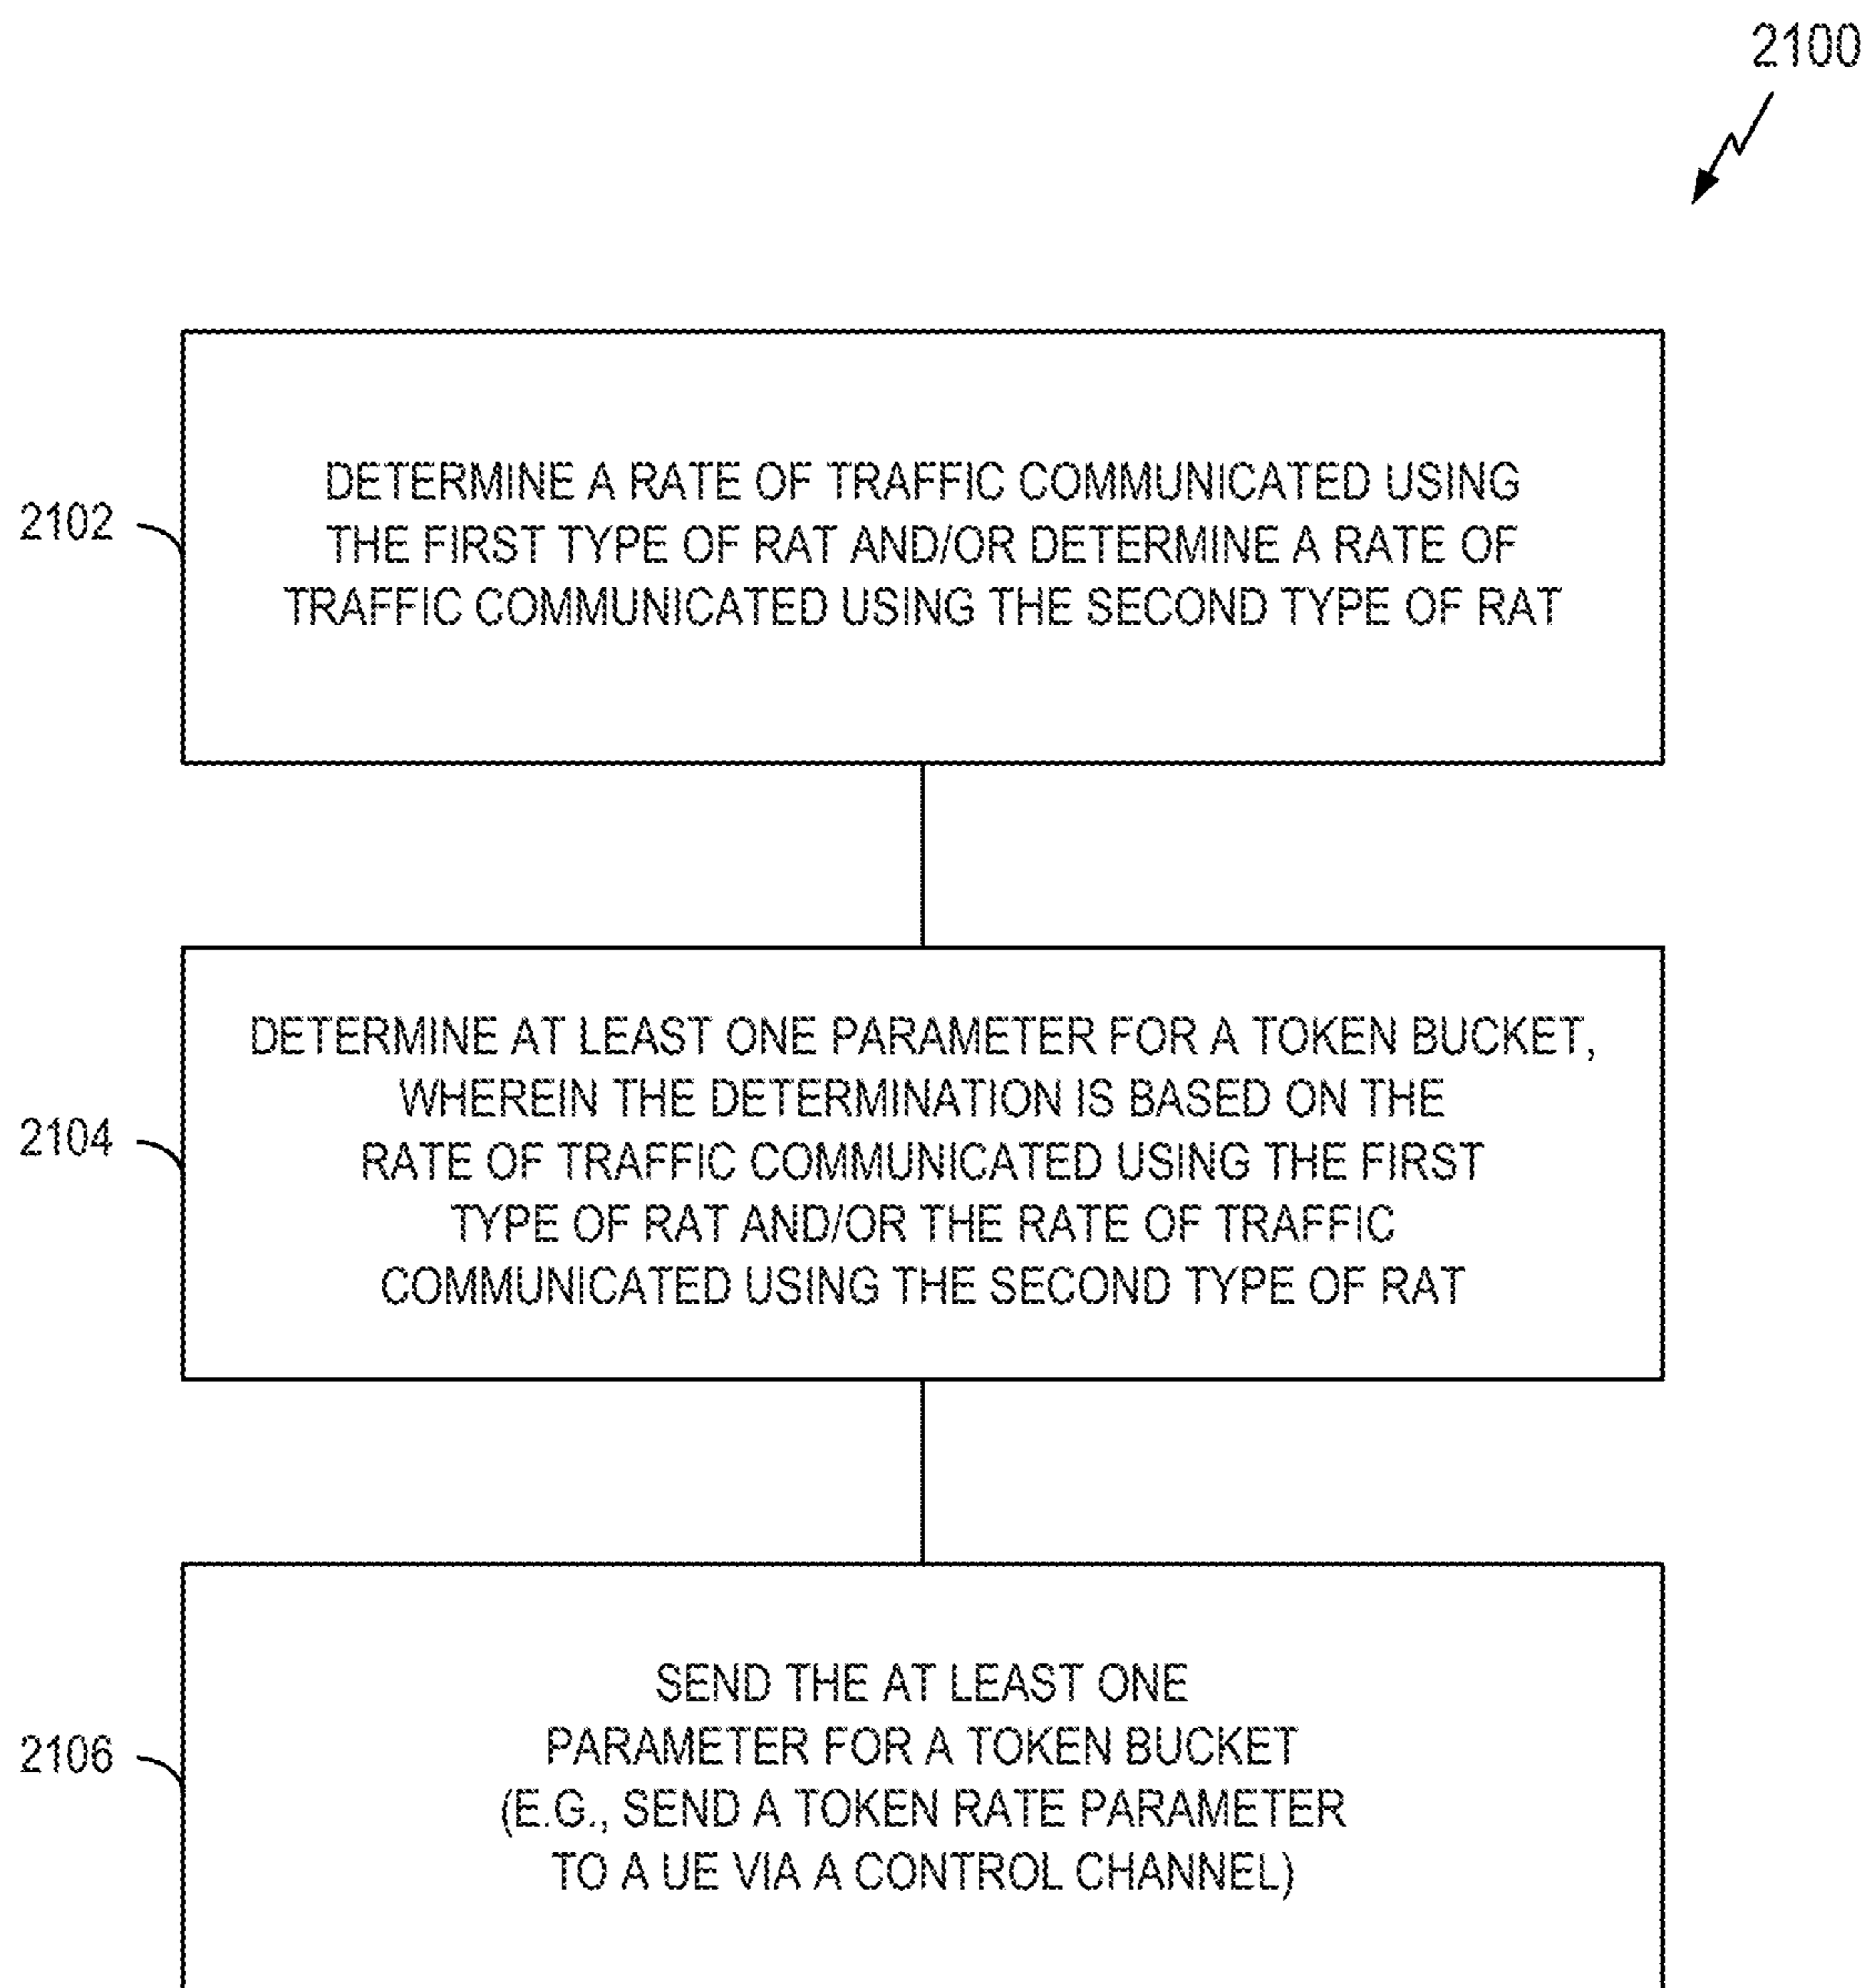 2100
2102
DETERMINE A RATE OF TRAFFIC COMMUNICATED USING
THE FIRST TYPE OF RAT AND/OR DETERMINE A RATE OF
TRAFFIC COMMUNICATED USING THE SECOND TYPE OF RAT
2104
DETERMINE AT LEAST ONE PARAMETER FOR A TOKEN BUCKET,
WHEREIN THE DETERMINATION IS BASED ON THE
RATE OF TRAFFIC COMMUNICATED USING THE FIRST
TYPE OF RAT AND/OR THE RATE OF TRAFFIC
COMMUNICATED USING THE SECOND TYPE OF RAT
2106
SEND THE AT LEAST ONE
PARAMETER FOR A TOKEN BUCKET
(E.G., SEND A TOKEN RATE PARAMETER
TO A UE VIA A CONTROL CHANNEL)